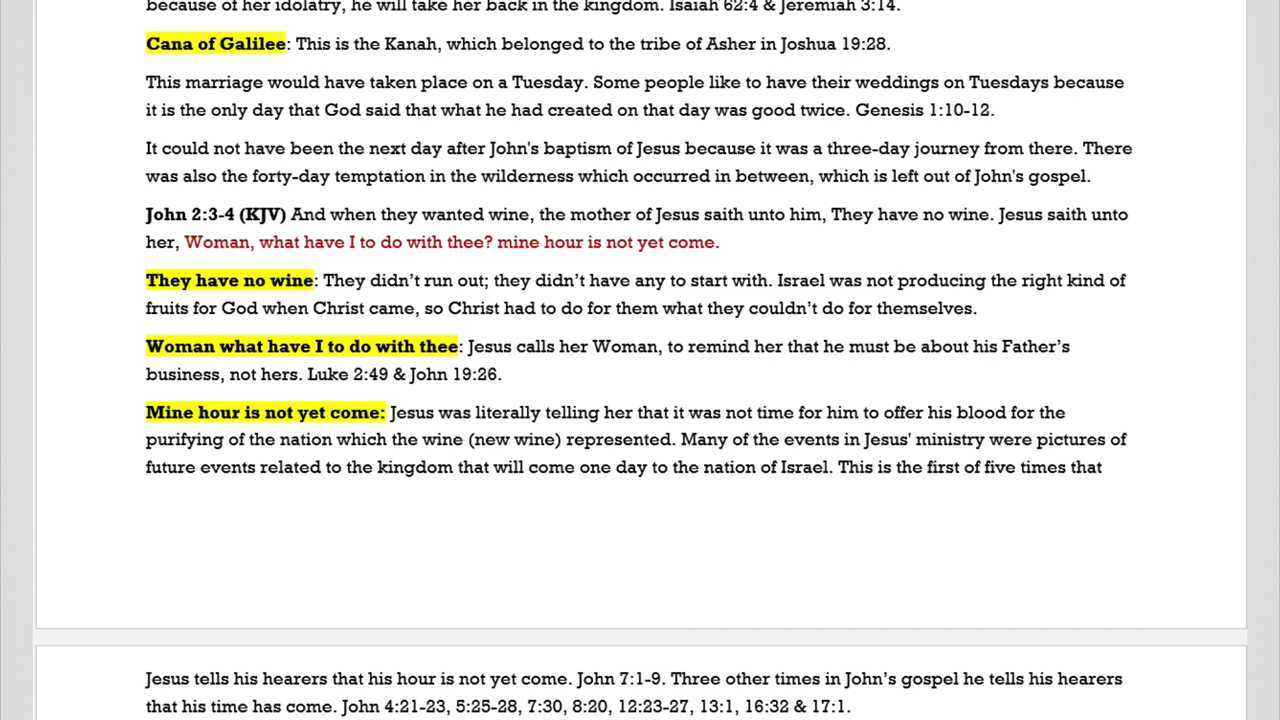 because of her idolatry, he will take her back in the kingdom. Isaiah 62:4 & Jeremiah 3:14.
Cana of Galilee: This is the Kanah, which belonged to the tribe of Asher in Joshua 19:28.
This marriage would have taken place on a Tuesday. Some people like to have their weddings on Tuesdays because
it is the only day that God said that what he had created on that day was good twice. Genesis 1:10-12.
It could not have been the next day after John's baptism of Jesus because it was a three-day journey from there. There
was also the forty-day temptation in the wilderness which occurred in between, which is left out of John's gospel.
John 2:3-4 (KJV) And when they wanted wine, the mother of Jesus saith unto him, They have no wine. Jesus saith unto
her, Woman, what have I to do with thee? mine hour is not yet come.
They have no wine: They didn’t run out; they didn’t have any to start with. Israel was not producing the right kind of
fruits for God when Christ came, so Christ had to do for them what they couldn’t do for themselves.
Woman what have I to do with thee: Jesus calls her Woman, to remind her that he must be about his Father’s
business, not hers. Luke 2:49 & John 19:26.
Mine hour is not yet come: Jesus was literally telling her that it was not time for him to offer his blood for the
purifying of the nation which the wine (new wine) represented. Many of the events in Jesus' ministry were pictures of
future events related to the kingdom that will come one day to the nation of Israel. This is the first of five times that
Jesus tells his hearers that his hour is not yet come. John 7:1-9. Three other times in John’s gospel he tells his hearers
that his time has come. John 4:21-23, 5:25-28, 7:30, 8:20, 12:23-27, 13:1, 16:32 & 17:1.